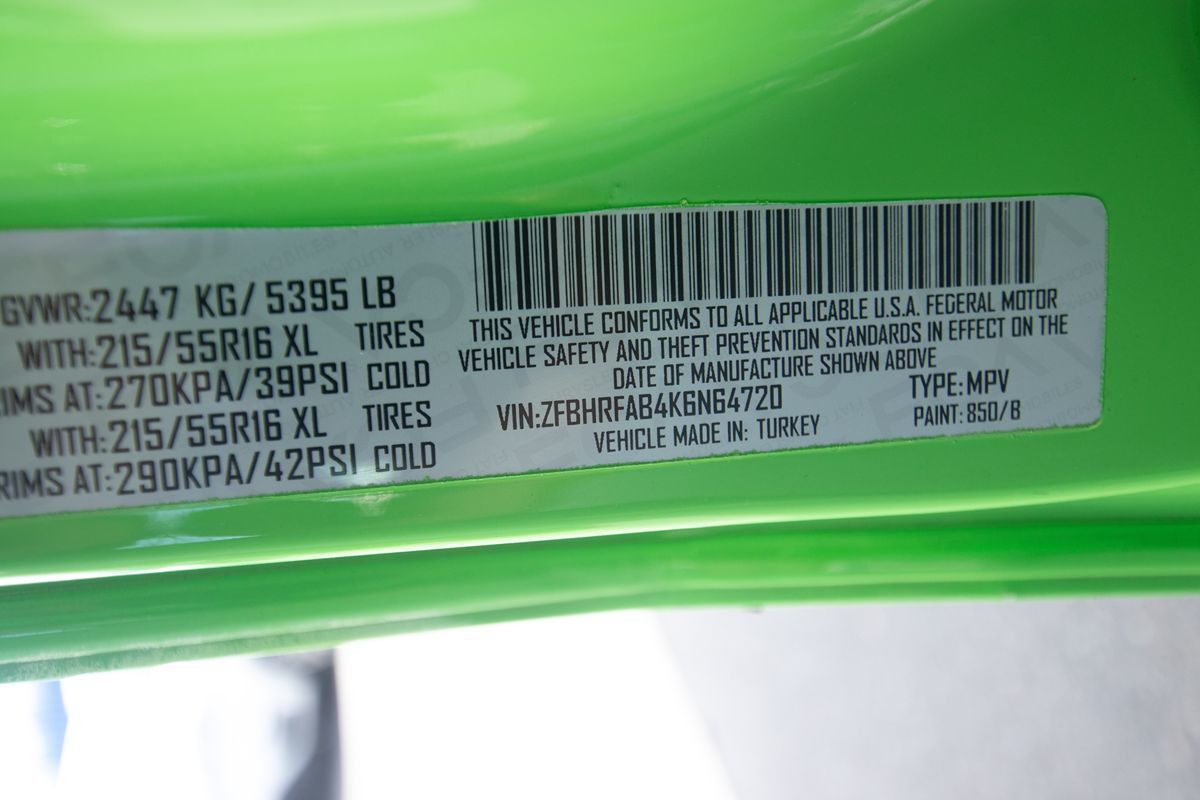 GVWR:2447 KG/ 5395 LB
WITH:215/55R16 XL TIRES
RIMS AT:270KPA/39PSI COLD
WITH:215/55R16 XL TIRES
RIMS AT:290KPA/42PSI COLD
THIS VEHICLE CONFORMS TO ALL APPLICABLE U.S.A. FEDERAL MOTOR
VEHICLE SAFETY AND THEFT PREVENTION STANDARDS IN EFFECT ON THE
DATE OF MANUFACTURE SHOWN ABOVE
VIN:ZFBHRFAB4K6N64720 TYPE: MPV
VEHICLE MADE IN: TURKEY PAINT: 850/B